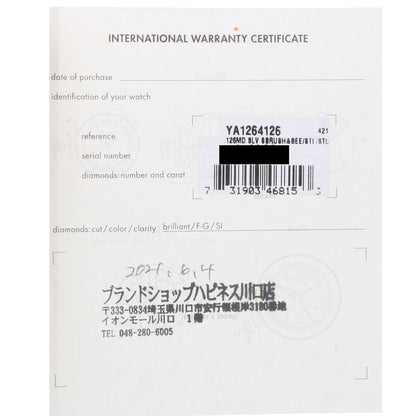 INTERNATIONAL WARRANTY CERTIFICATE
date of purchase
identification of your watch
reference
YA1264126 421
126MD SLV SBRUSH&BEE/STL-STL
serial number
diamonds: number and carat
7 31903 46815 3
diamonds: cut / color / clarity brilliant/F-G/SI
2021.6.4
ブランドショップハピネス川口店
〒333-0834埼玉県川口市安行領根岸3180番地
イオンモール川口 1階
TEL 048-280-6005